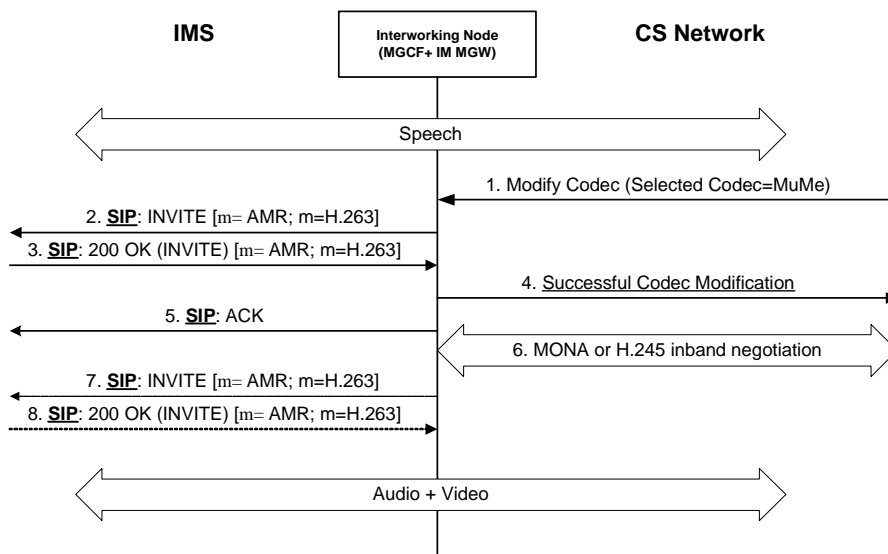 IMS
Interworking Node
(MGCF+ IM MGW)
CS Network
Speech
1. Modify Codec (Selected Codec=MuMe)
2. SIP: INVITE [m= AMR; m=H.263]
3. SIP: 200 OK (INVITE) [m= AMR; m=H.263]
4. Successful Codec Modification
5. SIP: ACK
6. MONA or H.245 inband negotiation
7. SIP: INVITE [m= AMR; m=H.263]
8. SIP: 200 OK (INVITE) [m= AMR; m=H.263]
Audio + Video